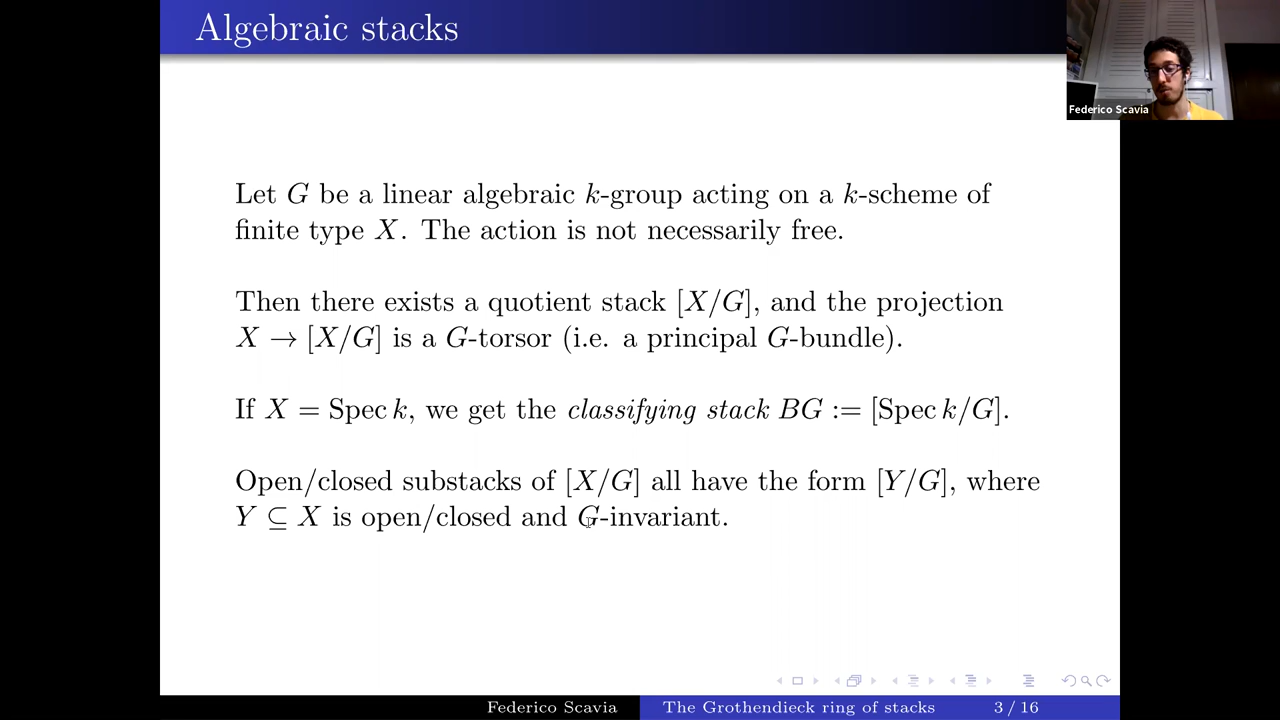 Algebraic stacks
Federico Scavia
Let G be a linear algebraic k-group acting on a k-scheme of
finite type X. The action is not necessarily free.
Then there exists a quotient stack [X/G], and the projection
X → [X/G] is a G-torsor (i.e. a principal G-bundle).
If X = Spec k, we get the classifying stack BG := [Spec k/G].
Open/closed substacks of [X/G] all have the form [Y/G], where
Y ⊆ X is open/closed and G-invariant.
Federico Scavia
The Grothendieck ring of stacks
3 / 16